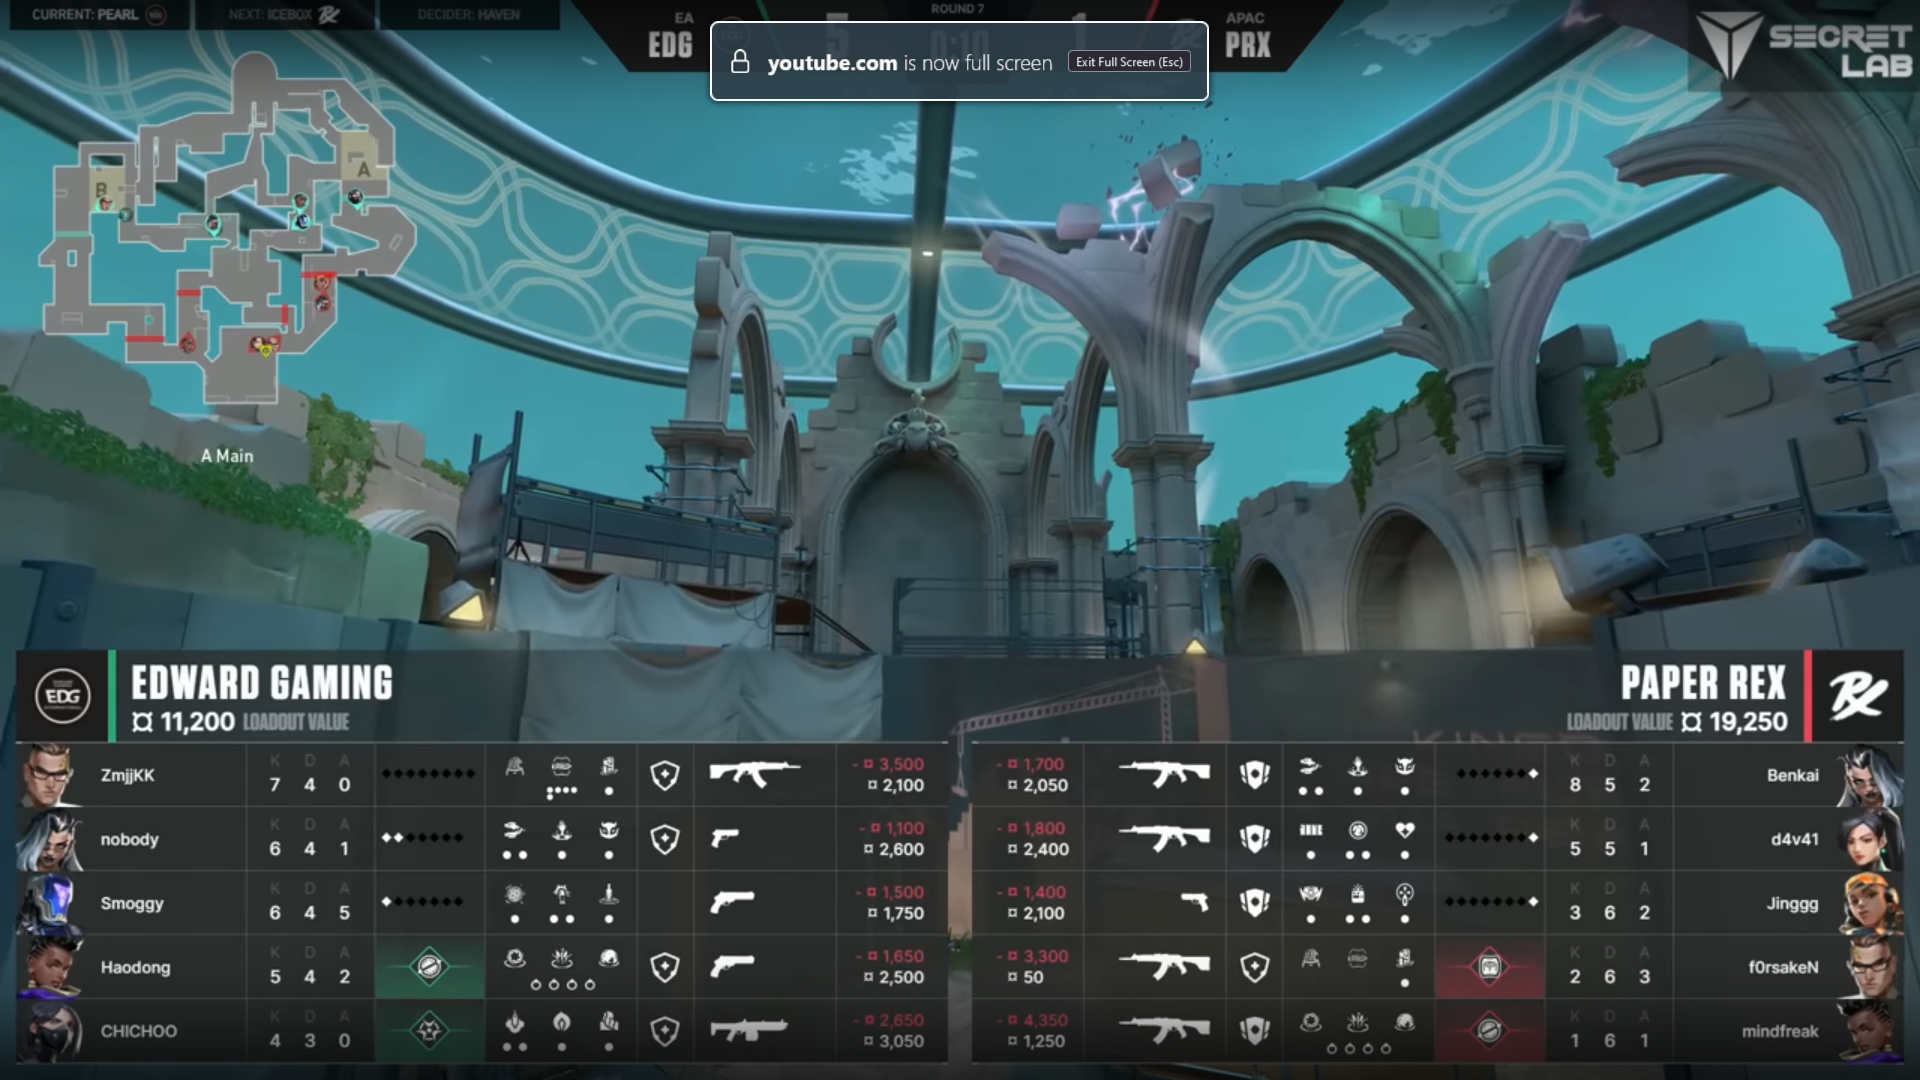 CURRENT: PEARL
NEXT: ICEBOX
DECIDER: HAVEN
EA
EDG
ROUND 7
APAC
PRX
youtube.com is now full screen
Exit Full Screen (Esc)
SECRET
LAB
B
A
A Main
EDG
EDWARD GAMING
11,200 LOADOUT VALUE
PAPER REX
LOADOUT VALUE 19,250
ZmjjKK
K D A
7 4 0
- 3,500
2,100
- 1,700
2,050
K D A
8 5 2
Benkai
nobody
K D A
6 4 1
- 1,100
2,600
- 1,800
2,400
K D A
5 5 1
d4v41
Smoggy
K D A
6 4 5
- 1,500
1,750
- 1,400
2,100
K D A
3 6 2
Jinggg
Haodong
K D A
5 4 2
- 1,650
2,500
- 3,300
50
K D A
2 6 3
f0rsakeN
CHICHOO
K D A
4 3 0
- 2,650
3,050
- 4,350
1,250
K D A
1 6 1
mindfreak